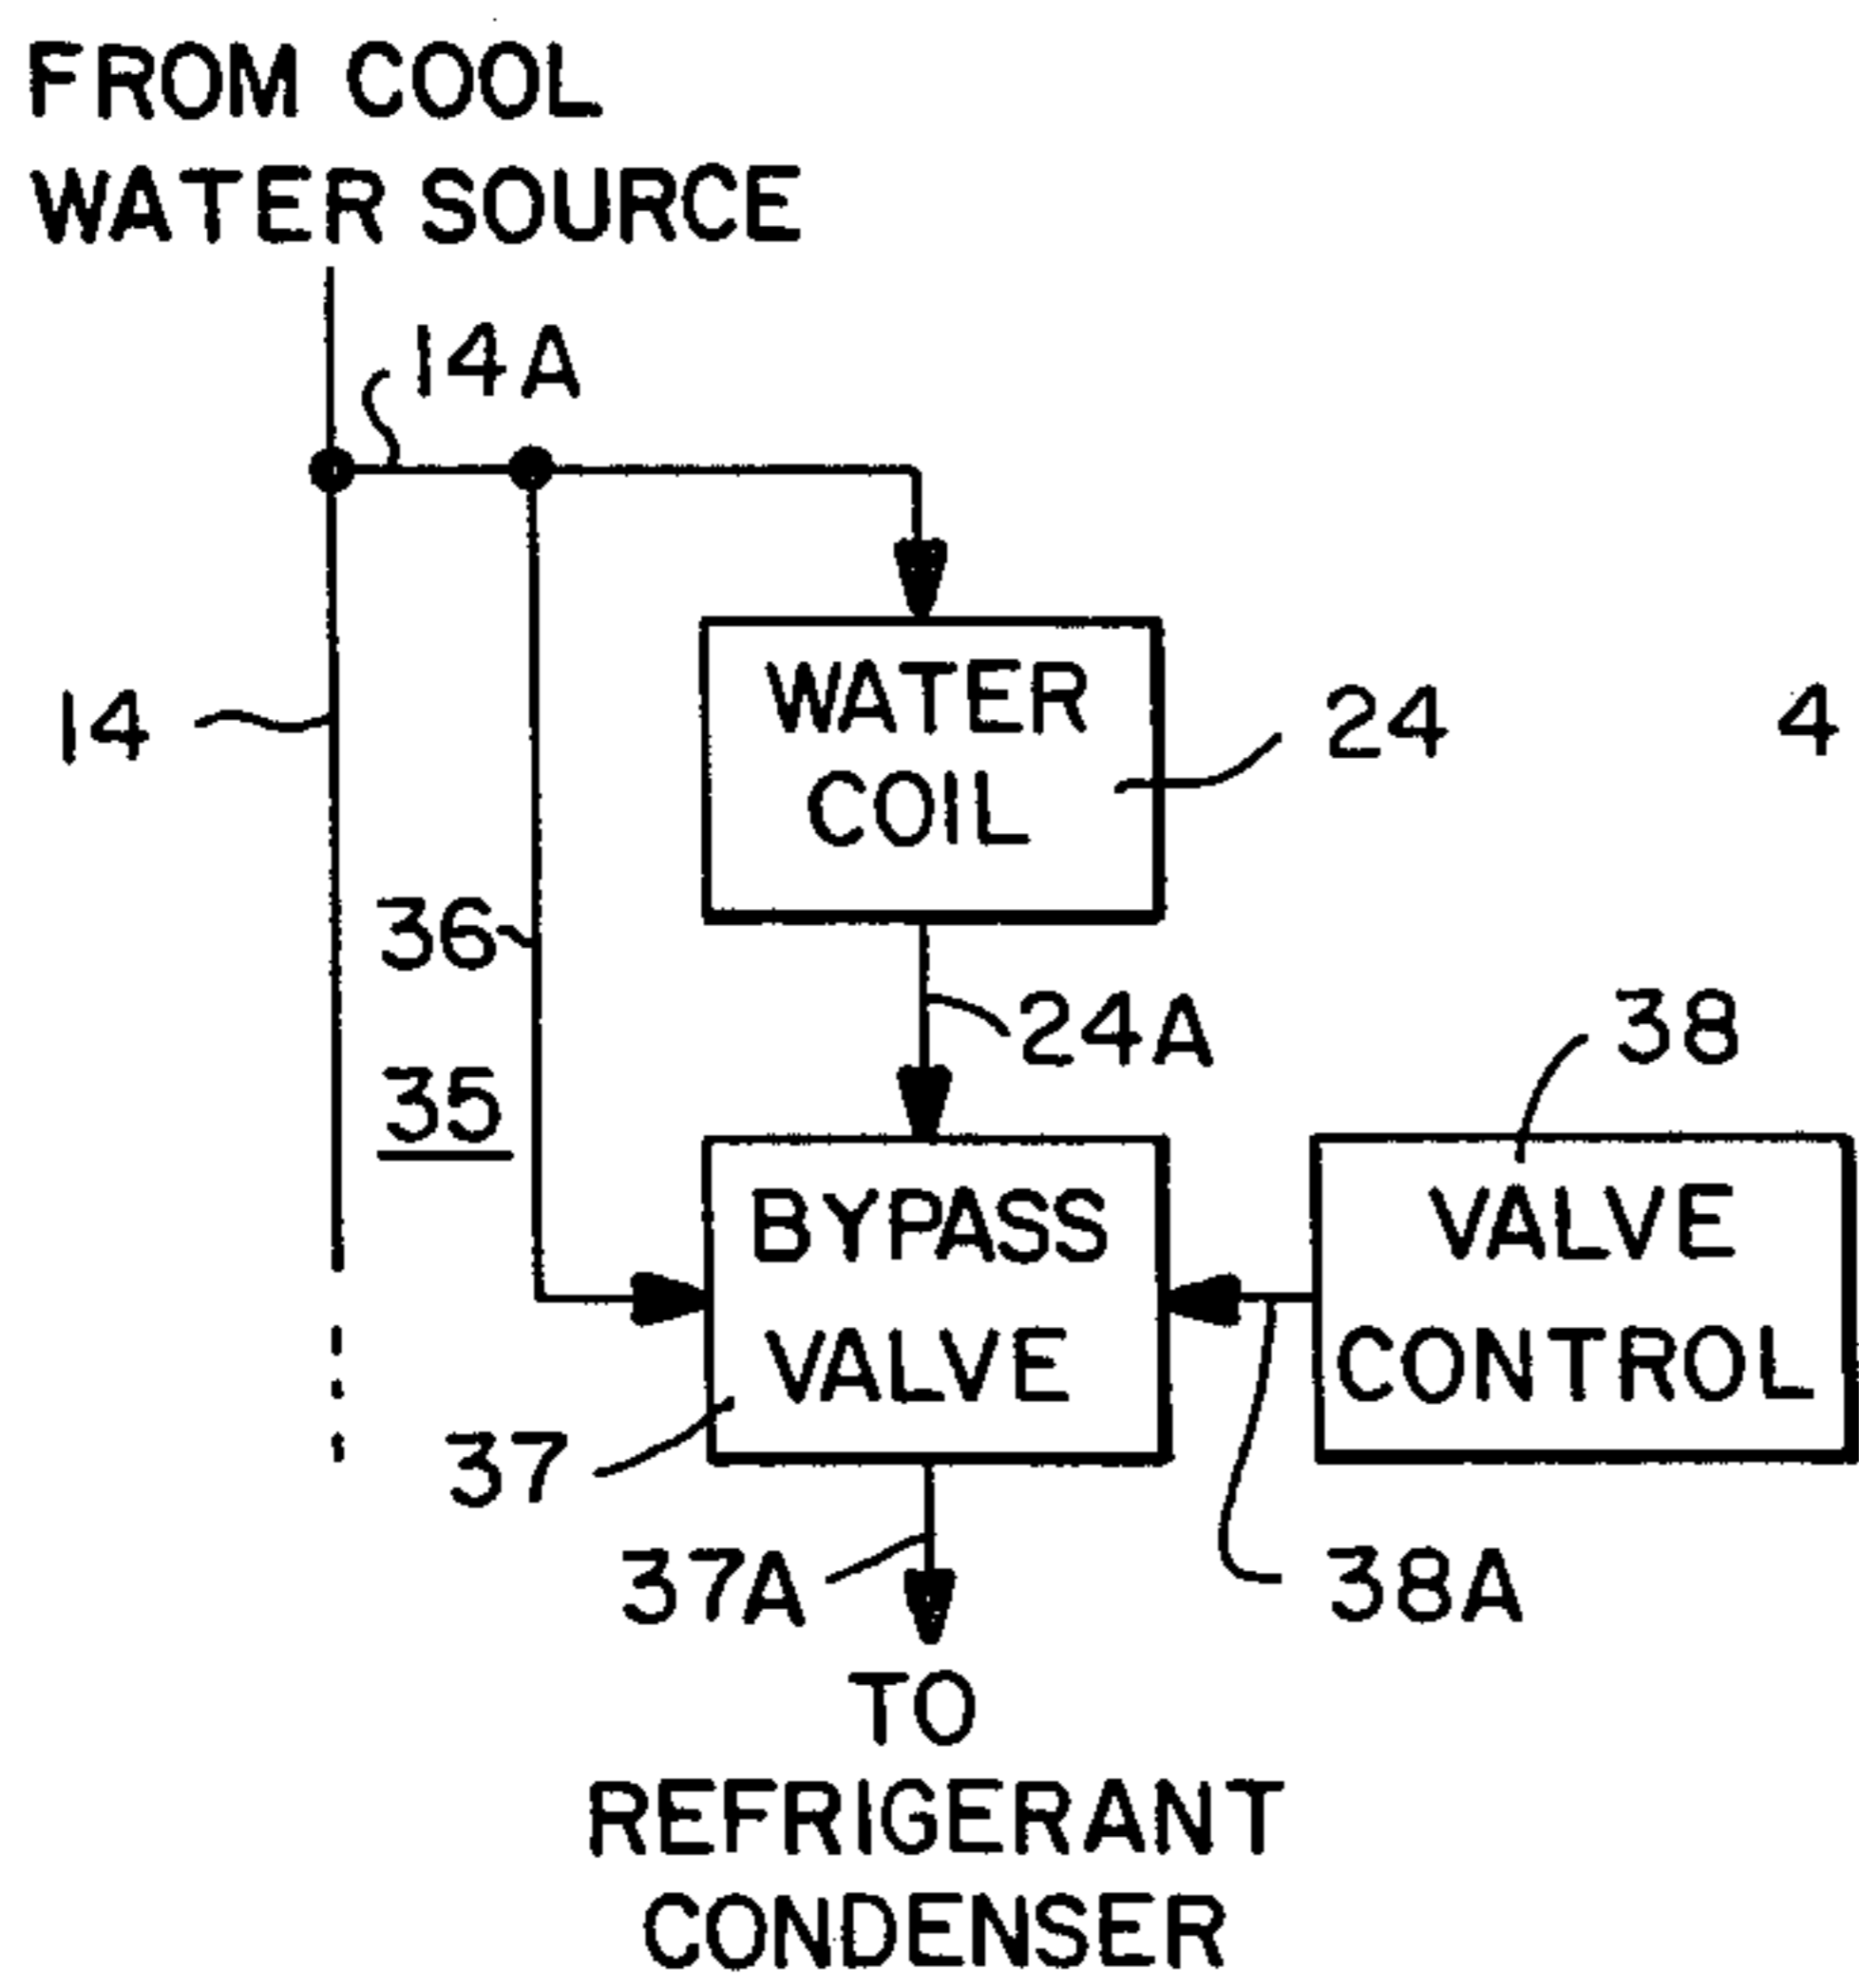 FROM COOL
WATER SOURCE
14A
WATER
COIL
14
24
4
36
24A
38
35
BYPASS
VALVE
VALVE
CONTROL
37
37A
38A
TO
REFRIGERANT
CONDENSER